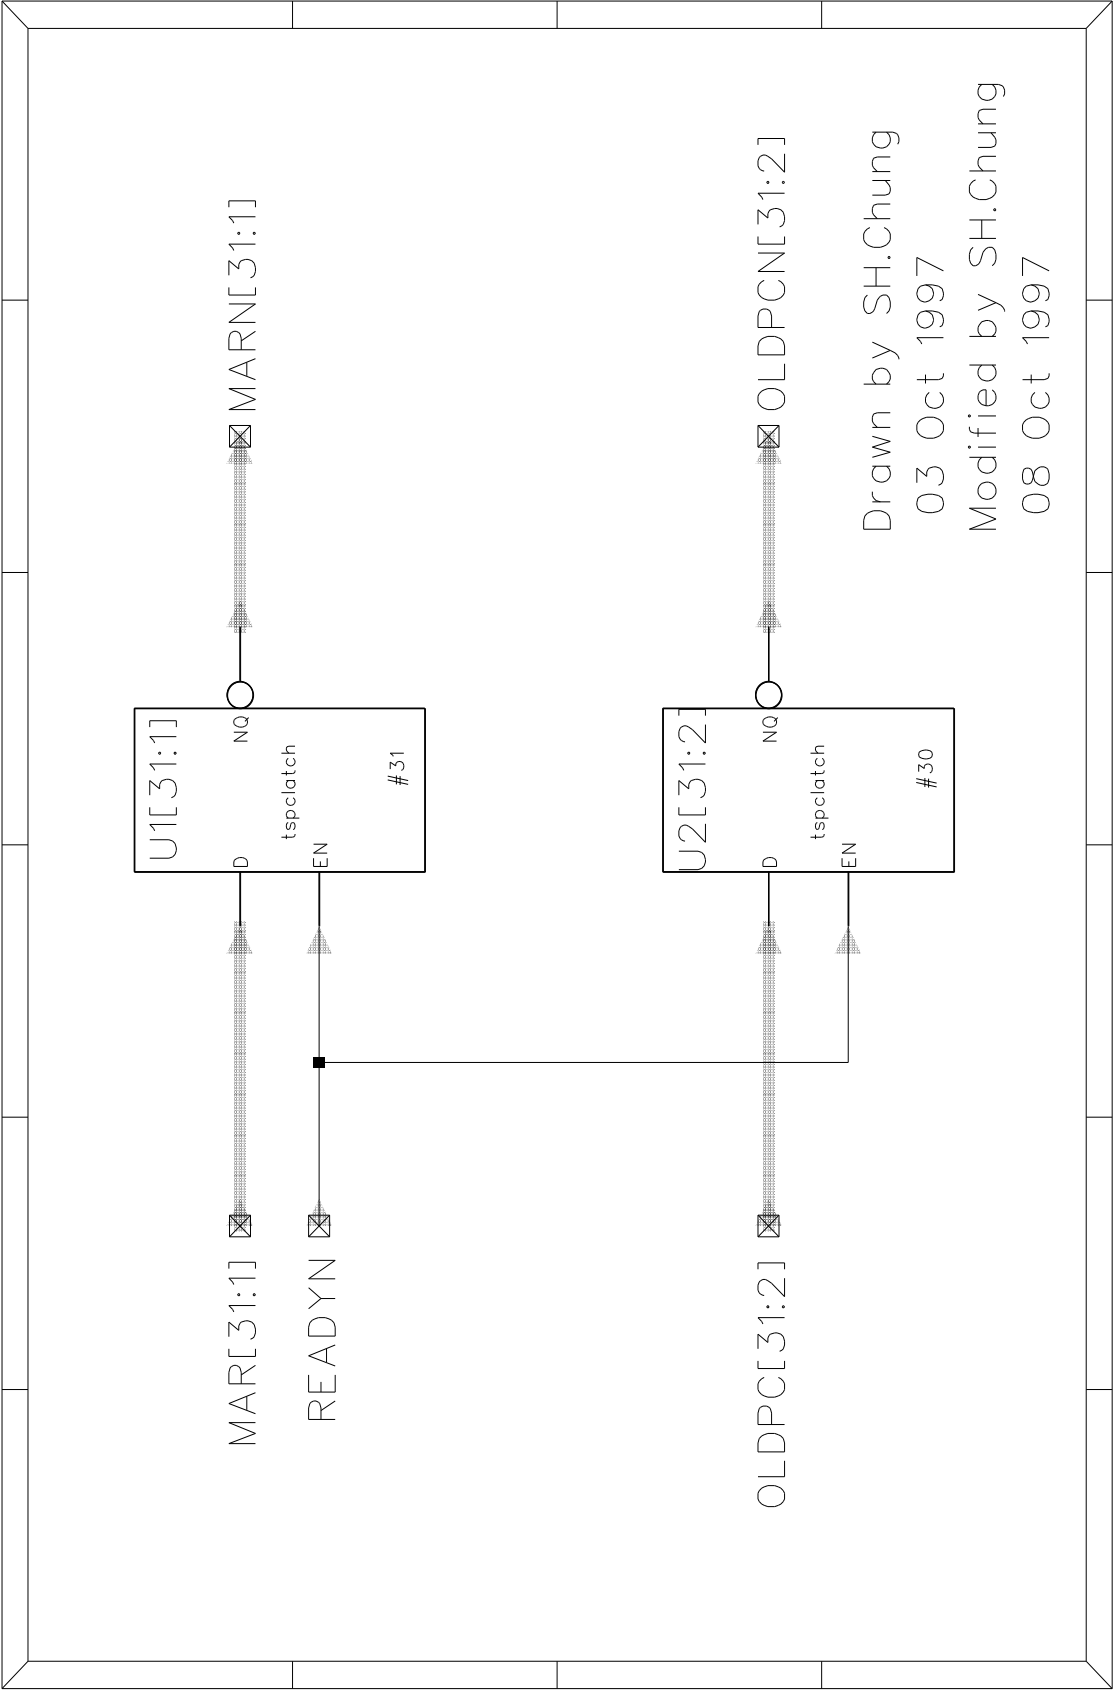 MAR[31:1]
READYN
U1[31:1]
D
NQ
tspclatch
EN
#31
MARN[31:1]
OLDPC[31:2]
U2[31:2]
D
NQ
tspclatch
EN
#30
OLDPCN[31:2]
Drawn by SH.Chung
03 Oct 1997
Modified by SH.Chung
08 Oct 1997